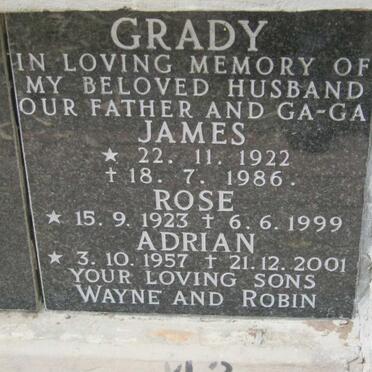 GRADY
IN LOVING MEMORY OF
MY BELOVED HUSBAND
OUR FATHER AND GA-GA
JAMES
★ 22. 11. 1922
† 18. 7. 1986.
ROSE
★ 15. 9. 1923 † 6. 6. 1999
ADRIAN
★ 3. 10. 1957 † 21. 12. 2001
YOUR LOVING SONS
WAYNE AND ROBIN